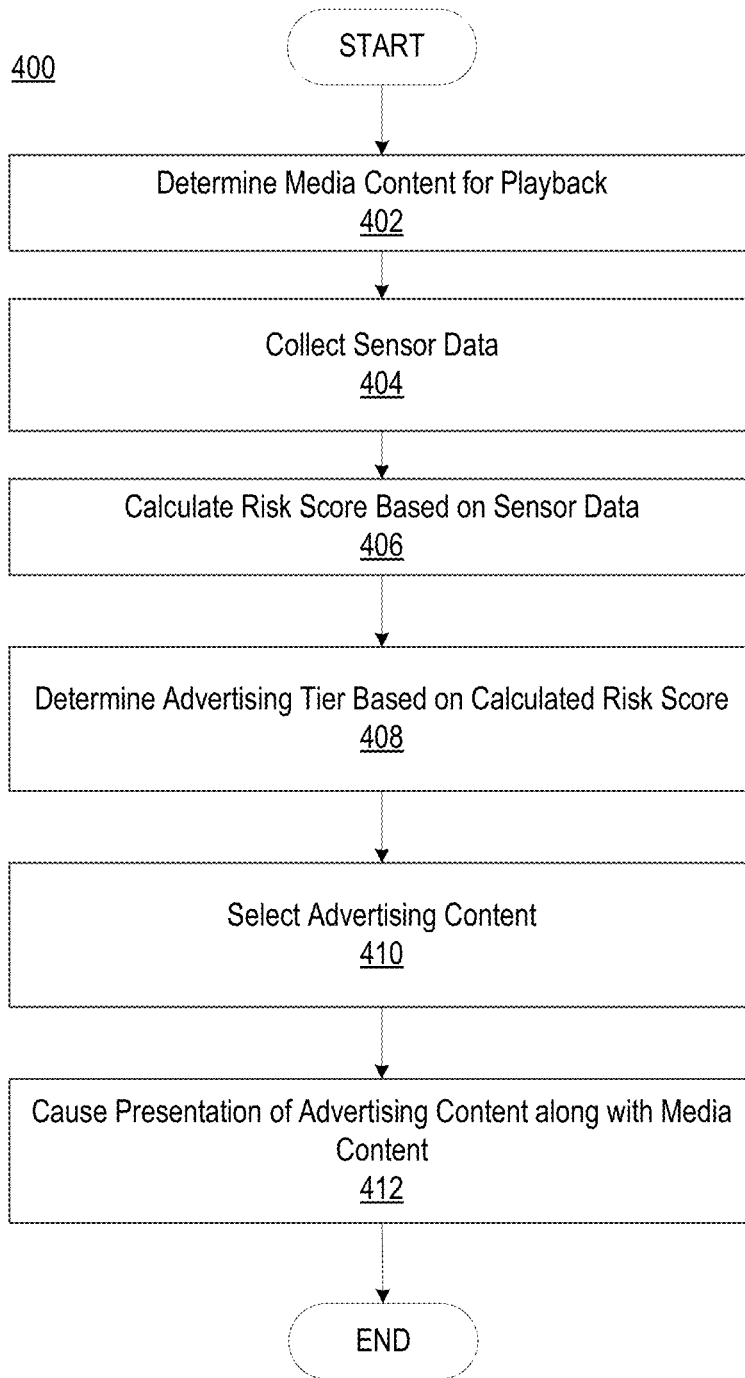 START
400
Determine Media Content for Playback
402
Collect Sensor Data
404
Calculate Risk Score Based on Sensor Data
406
Determine Advertising Tier Based on Calculated Risk Score
408
Select Advertising Content
410
Cause Presentation of Advertising Content along with Media
Content
412
END